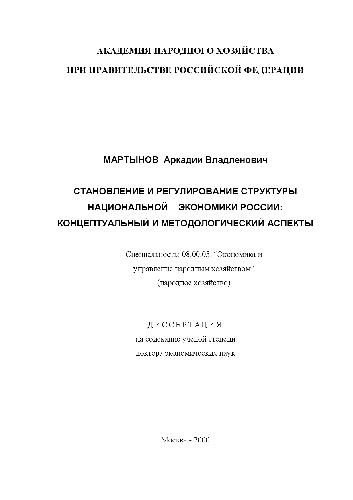 АКАДЕМИЯ НАРОДНОГО ХОЗЯЙСТВА
ПРИ ПРАВИТЕЛЬСТВЕ РОССИЙСКОЙ ФЕДЕРАЦИИ
МАРТЫНОВ Аркадий Владленович
СТАНОВЛЕНИЕ И РЕГУЛИРОВАНИЕ СТРУКТУРЫ
НАЦИОНАЛЬНОЙ ЭКОНОМИКИ РОССИИ:
КОНЦЕПТУАЛЬНЫЙ И МЕТОДОЛОГИЧЕСКИЙ АСПЕКТЫ
Специальность 08.00.05. "Экономика и
управление народным хозяйством"
(народное хозяйство)
Д И С С Е Р Т А Ц И Я
на соискание ученой степени
доктора экономических наук
Москва - 2000